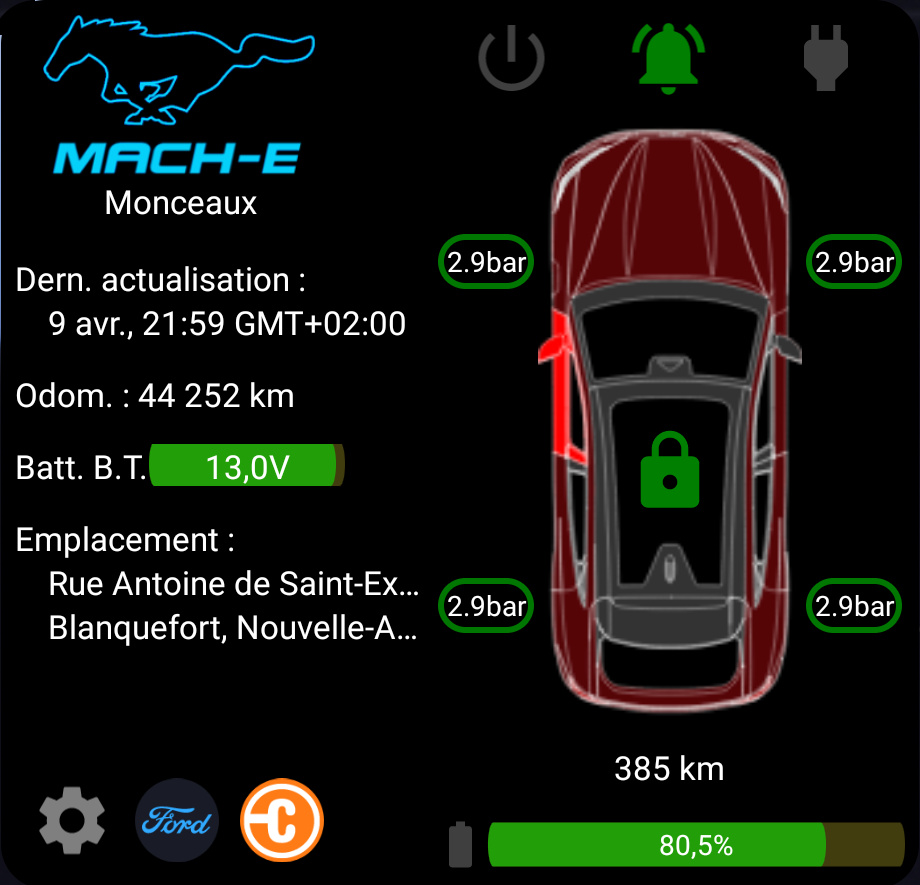 MACH-E
Monceaux
Dern. actualisation :
9 avr., 21:59 GMT+02:00
Odom. : 44 252 km
Batt. B.T. 13,0V
Emplacement :
Rue Antoine de Saint-Ex...
Blanquefort, Nouvelle-A...
Ford
2.9bar
2.9bar
2.9bar
2.9bar
385 km
80,5%